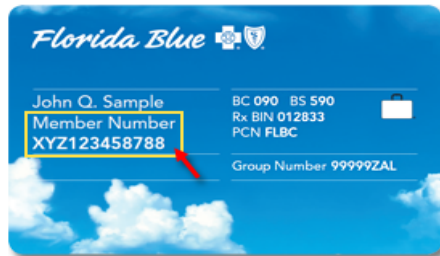 Florida Blue
John Q. Sample
Member Number
XYZ123458788
BC 090 BS 590
Rx BIN 012833
PCN FLBC
Group Number 99999ZAL